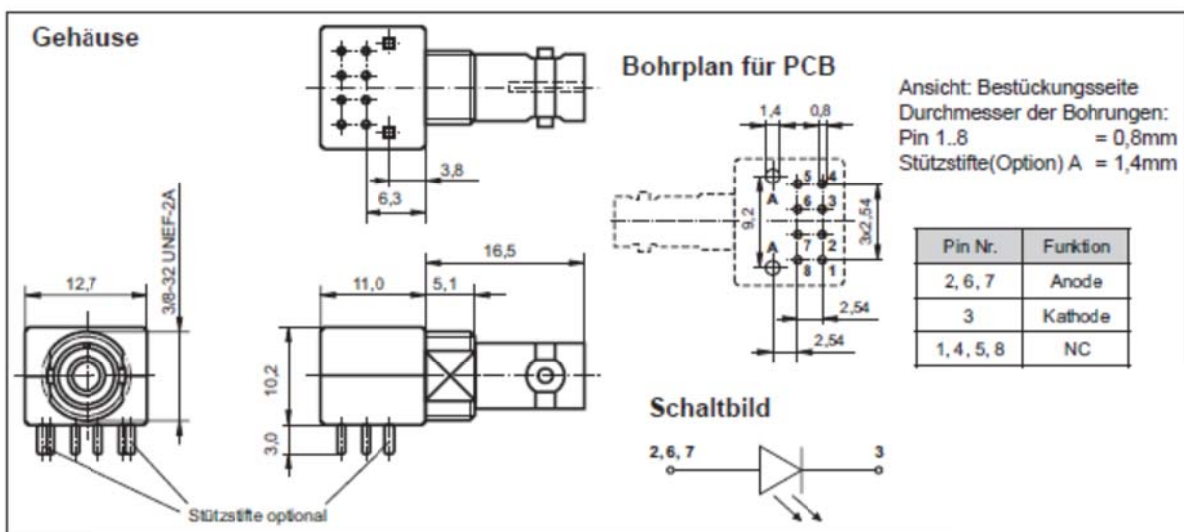 Gehäuse
3,8
6,3
Bohrplan für PCB
1,4
0,8
5 4
A
6 3
9,2
3x2,54
A
7 2
8 1
2,54
2,54
Ansicht: Bestückungsseite
Durchmesser der Bohrungen:
Pin 1..8 = 0,8mm
Stützstifte(Option) A = 1,4mm
Pin Nr. Funktion
2, 6, 7 Anode
3 Kathode
1, 4, 5, 8 NC
12,7
3/8-32 UNEF-2A
16,5
11,0
5,1
10,2
3,0
Stützstifte optional
Schaltbild
2, 6, 7
3